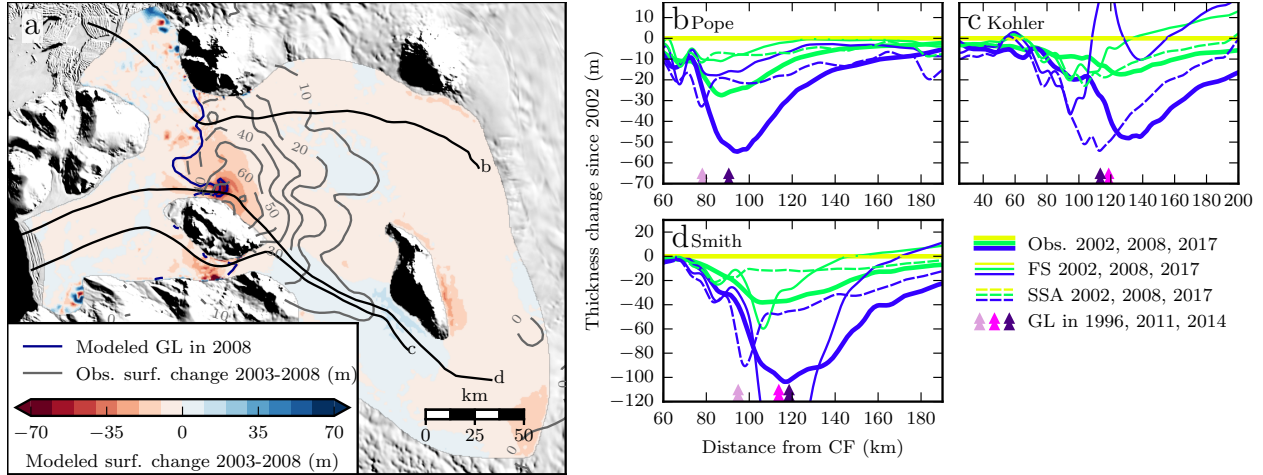 a
b
c
d
10
20
40
60
50
20
10
0
0
0
0
Modeled GL in 2008
Obs. surf. change 2003-2008 (m)
−70 −35 0 35 70
Modeled surf. change 2003-2008 (m)
km
0 25 50
Thickness change since 2002 (m)
b Pope
10
0
−10
−20
−30
−40
−50
−60
−70
60 80 100 120 140 160 180
c Kohler
40 60 80 100 120 140 160 180 200
d Smith
20
0
−20
−40
−60
−80
−100
−120
60 80 100 120 140 160 180
Distance from CF (km)
Obs. 2002, 2008, 2017
FS 2002, 2008, 2017
SSA 2002, 2008, 2017
GL in 1996, 2011, 2014